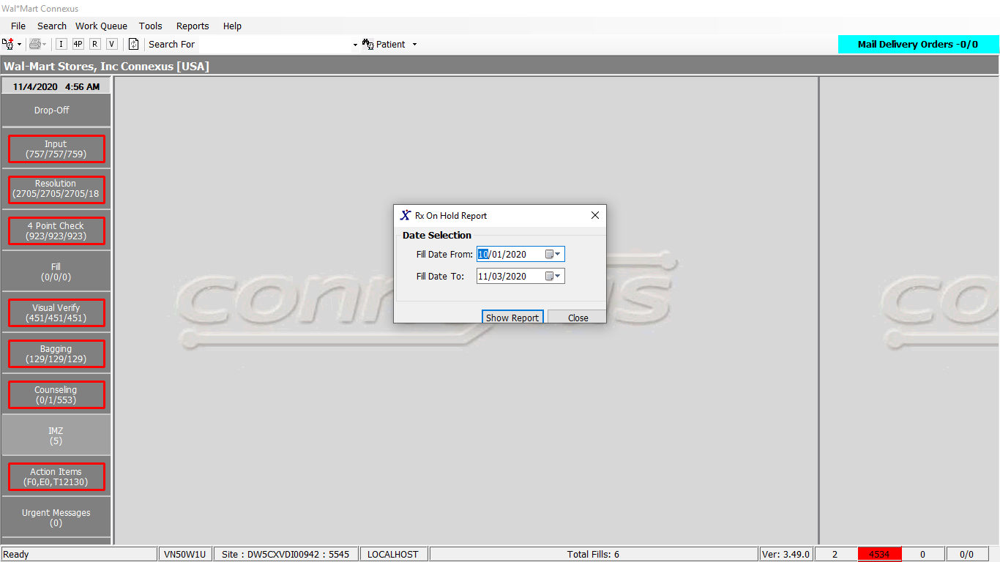 Wal*Mart Connexus
File Search Work Queue Tools Reports Help
I 4P R V Search For Patient Mail Delivery Orders -0/0
Wal-Mart Stores, Inc Connexus [USA]
11/4/2020 4:56 AM
Drop-Off
Input
(757/757/759)
Resolution
(2705/2705/2705/18
4 Point Check
(923/923/923)
Fill
(0/0/0)
Visual Verify
(451/451/451)
Bagging
(129/129/129)
Counseling
(0/1/553)
IMZ
(5)
Action Items
(F0,E0,T12130)
Urgent Messages
(0)
Rx On Hold Report
Date Selection
Fill Date From: 10/01/2020
Fill Date To: 11/03/2020
Show Report Close
Ready VN50W1U Site : DW5CXVDI00942 : 5545 LOCALHOST Total Fills: 6 Ver: 3.49.0 2 4534 0 0/0